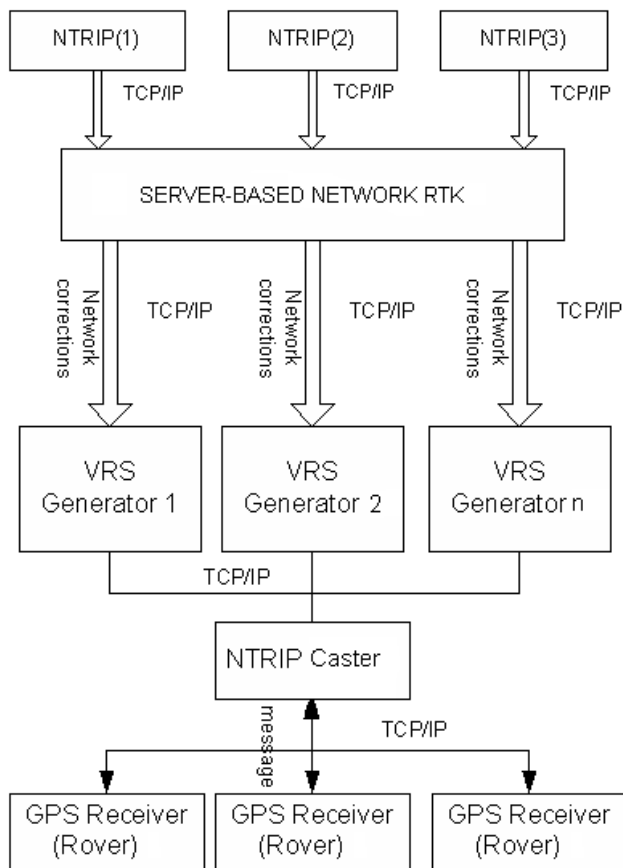 NTRIP(1)
NTRIP(2)
NTRIP(3)
TCP/IP
TCP/IP
TCP/IP
SERVER-BASED NETWORK RTK
Network
corrections
TCP/IP
Network
corrections
TCP/IP
Network
corrections
TCP/IP
VRS
Generator 1
VRS
Generator 2
VRS
Generator n
TCP/IP
NTRIP Caster
message
TCP/IP
GPS Receiver
(Rover)
GPS Receiver
(Rover)
GPS Receiver
(Rover)